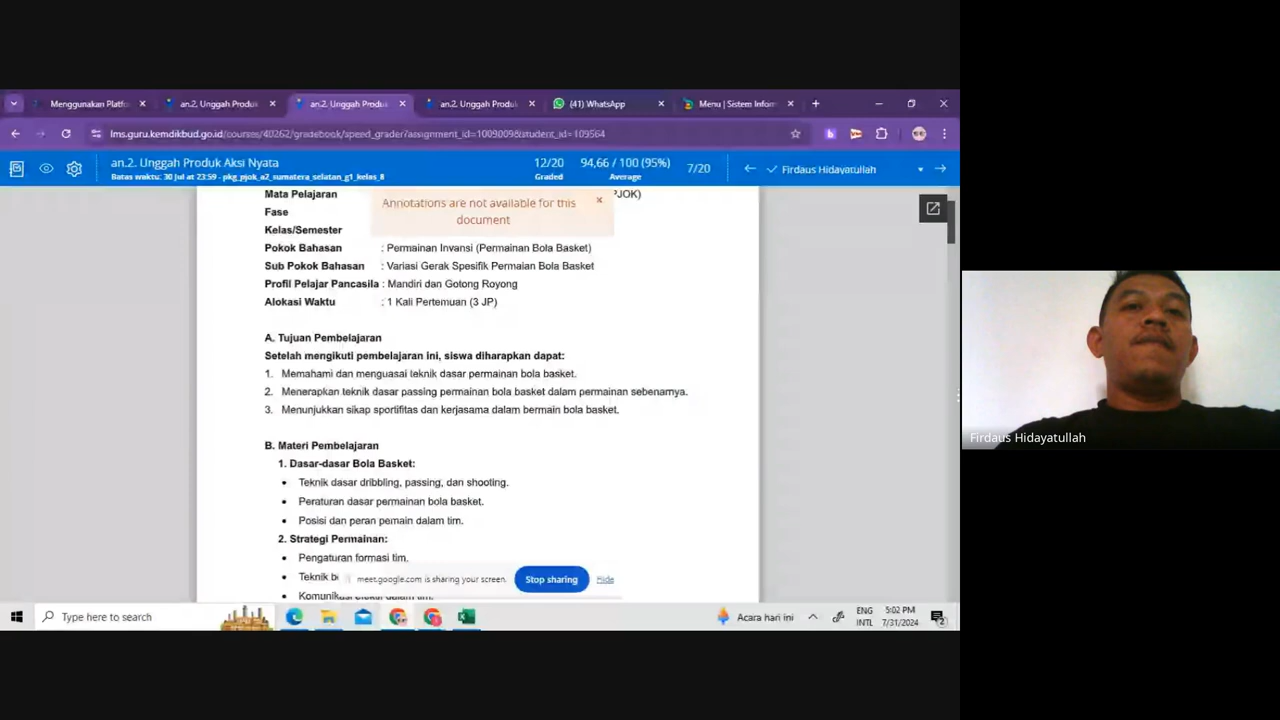 Menggunakan Platfo
an.2. Unggah Produk
an.2. Unggah Produk
an.2. Unggah Produk
(41) WhatsApp
Menu | Sistem Infor
lms.guru.kemdikbud.go.id/courses/40262/gradebook/speed_grader?assignment_id=1009009&student_id=109564
an.2. Unggah Produk Aksi Nyata
Batas waktu: 30 Jul at 23:59 - pkg_pjok_a2_sumatera_selatan_g1_kelas_8
12/20
Graded
94,66 / 100 (95%)
Average
7/20
Firdaus Hidayatullah
Annotations are not available for this
document
Mata Pelajaran
PJOK)
Fase
Kelas/Semester
Pokok Bahasan : Permainan Invansi (Permainan Bola Basket)
Sub Pokok Bahasan : Variasi Gerak Spesifik Permaian Bola Basket
Profil Pelajar Pancasila : Mandiri dan Gotong Royong
Alokasi Waktu : 1 Kali Pertemuan (3 JP)
A. Tujuan Pembelajaran
Setelah mengikuti pembelajaran ini, siswa diharapkan dapat:
1. Memahami dan menguasai teknik dasar permainan bola basket.
2. Menerapkan teknik dasar passing permainan bola basket dalam permainan sebenarnya.
3. Menunjukkan sikap sportifitas dan kerjasama dalam bermain bola basket.
B. Materi Pembelajaran
1. Dasar-dasar Bola Basket:
• Teknik dasar dribbling, passing, dan shooting.
• Peraturan dasar permainan bola basket.
• Posisi dan peran pemain dalam tim.
2. Strategi Permainan:
• Pengaturan formasi tim.
• Teknik b
meet.google.com is sharing your screen.
Stop sharing
Hide
• Komunikasi efektif dalam tim.
Type here to search
Acara hari ini
ENG
INTL
5:02 PM
7/31/2024
2
Firdaus Hidayatullah